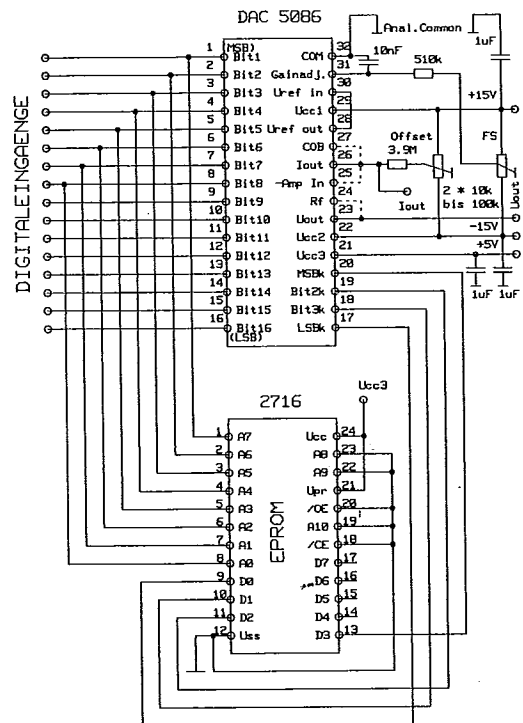 DAC 5086
Anal.Common
1uF
10nF
510k
DIGITALEINGAENGE
1 (MSB) COM 32
Bit1
2 Bit2 Gainadj. 31
3 Bit3 Uref in 30
4 Bit4 Ucc1 29
+15V
5 Bit5 Uref out 28
6 Bit6 COB 27
7 Bit7 Iout 26
8 Bit8 -Amp In 25
9 Bit9 Rf 24
10 Bit10 Uout 23
11 Bit11 Ucc2 22
12 Bit12 Ucc3 21
13 Bit13 MSBk 20
14 Bit14 Bit2k 19
15 Bit15 Bit3k 18
16 Bit16 LSBk 17
(LSB)
Offset
3.9M
FS
2 * 10k
bis 100k
Iout
Uout
-15V
+5V
1uF
1uF
2716
Ucc3
EPROM
1 A7 Ucc 24
2 A6 A8 23
3 A5 A9 22
4 A4 Upr 21
5 A3 /OE 20
6 A2 A10 19
7 A1 /CE 18
8 A0 D7 17
9 D0 D6 16
10 D1 D5 15
11 D2 D4 14
12 Uss D3 13